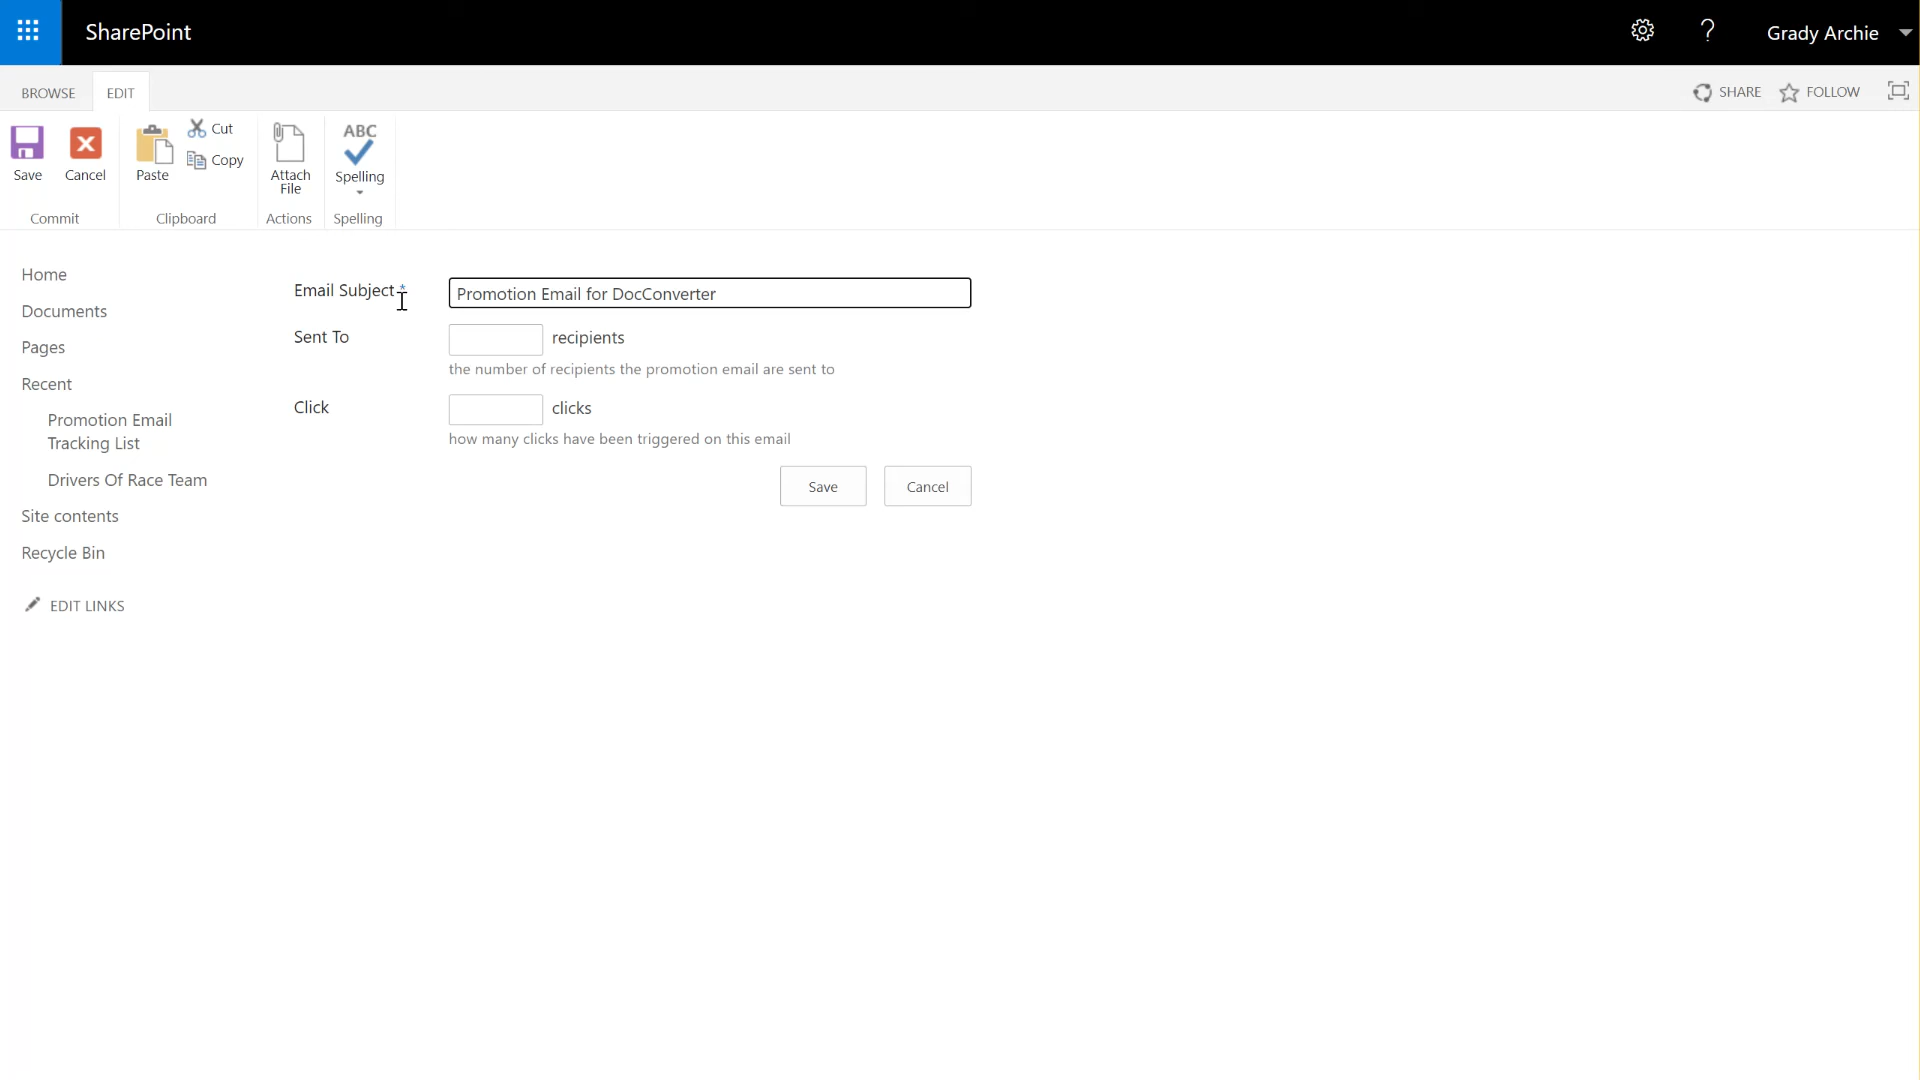 SharePoint
?
Grady Archie
BROWSE
EDIT
SHARE
FOLLOW
Save
Cancel
Commit
Paste
Cut
Copy
Clipboard
Attach
File
Actions
ABC
Spelling
Spelling
Home
Documents
Pages
Recent
Promotion Email
Tracking List
Drivers Of Race Team
Site contents
Recycle Bin
EDIT LINKS
Email Subject *
Promotion Email for DocConverter
Sent To
recipients
the number of recipients the promotion email are sent to
Click
clicks
how many clicks have been triggered on this email
Save
Cancel